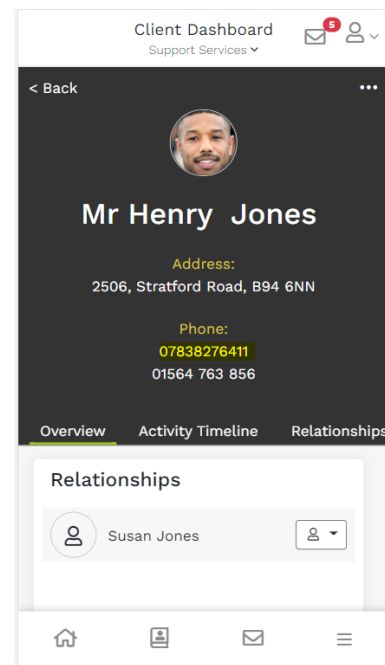 Client Dashboard
5
Support Services
< Back
Mr Henry Jones
Address:
2506, Stratford Road, B94 6NN
Phone:
07838276411
01564 763 856
Overview Activity Timeline Relationships
Relationships
Susan Jones